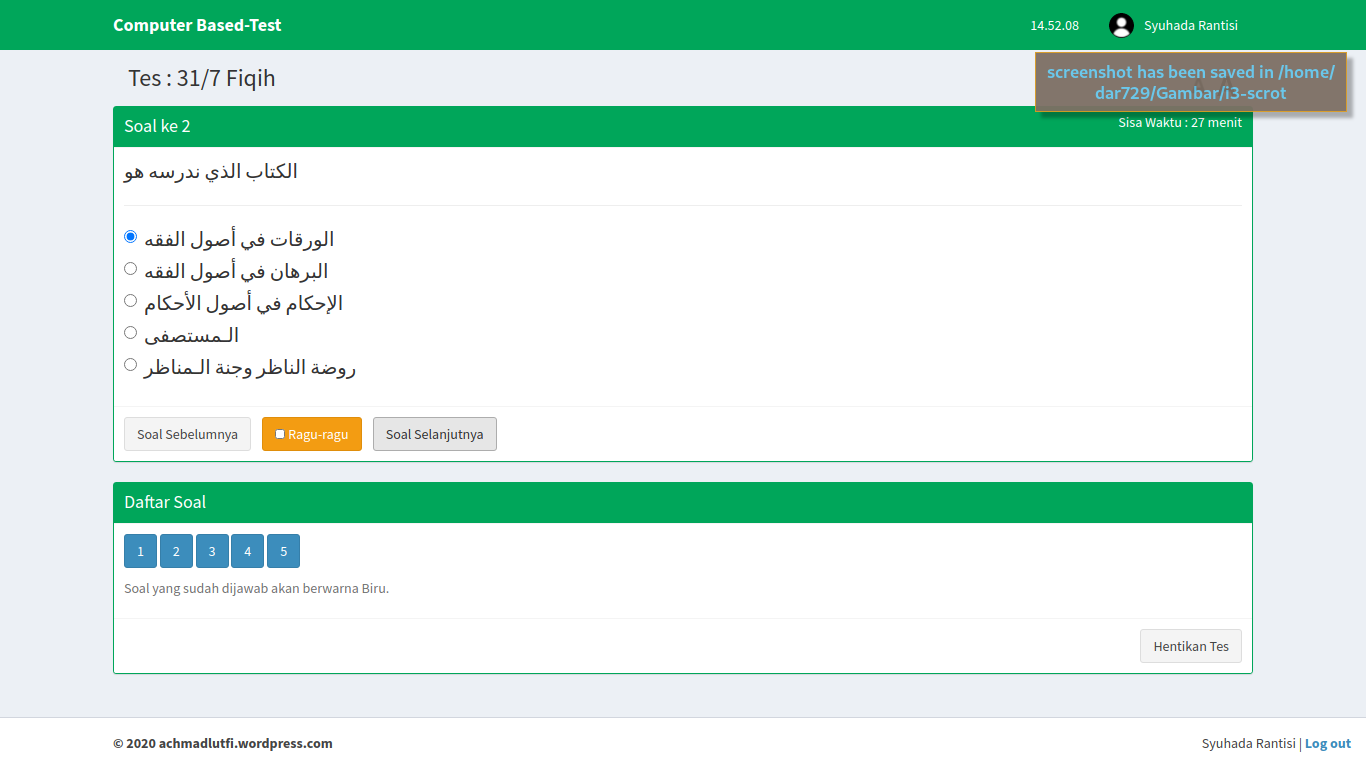 Computer Based-Test
14.52.08
Syuhada Rantisi
screenshot has been saved in /home/
dar729/Gambar/i3-scrot
Tes : 31/7 Fiqih
Soal ke 2
Sisa Waktu : 27 menit
الكتاب الذي ندرسه هو
الورقات في أصول الفقه
البرهان في أصول الفقه
الإحكام في أصول الأحكام
الـمستصفى
روضة الناظر وجنة الـمناظر
Soal Sebelumnya
Ragu-ragu
Soal Selanjutnya
Daftar Soal
1 2 3 4 5
Soal yang sudah dijawab akan berwarna Biru.
Hentikan Tes
© 2020 achmadlutfi.wordpress.com
Syuhada Rantisi | Log out